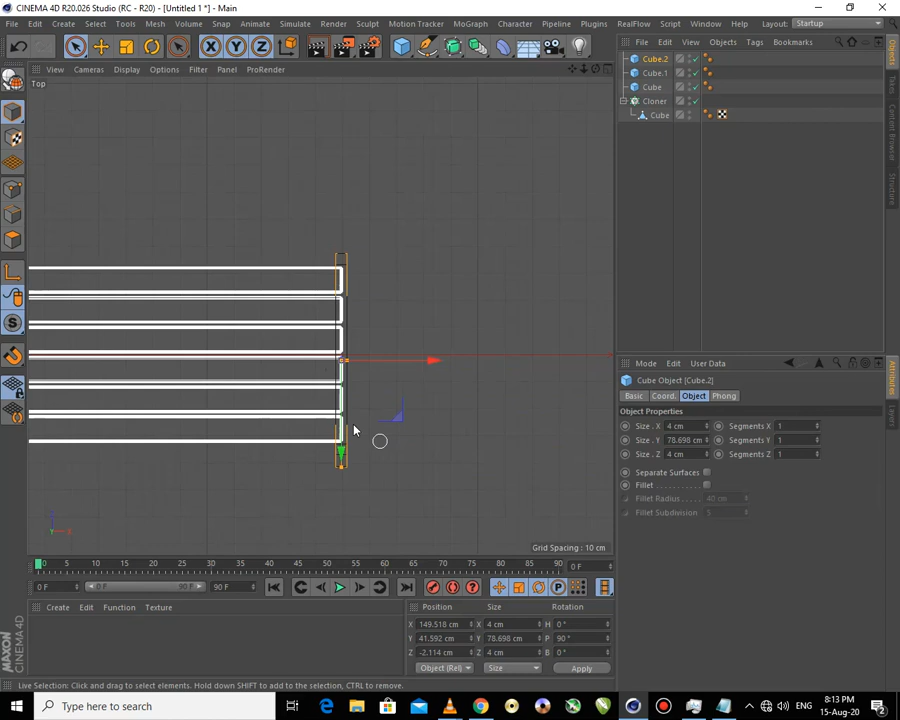 CINEMA 4D R20.026 Studio (RC - R20) - [Untitled 1 *] - Main
File Edit Create Select Tools Mesh Volume Snap Animate Simulate Render Sculpt Motion Tracker MoGraph Character Pipeline Plugins RealFlow Script Window Layout: Startup
View Cameras Display Options Filter Panel ProRender
File Edit View Objects Tags Bookmarks
Top
Cube.2
Cube.1
Cube
Cloner
Cube
Objects
Takes
Content Browser
Structure
Mode Edit User Data
Cube Object [Cube.2]
Basic Coord. Object Phong
Object Properties
Size . X 4 cm Segments X 1
Size . Y 78.698 cm Segments Y 1
Size . Z 4 cm Segments Z 1
Separate Surfaces
Fillet
Fillet Radius 40 cm
Fillet Subdivision 5
Attributes
Layers
Y X
Grid Spacing : 10 cm
0 5 10 15 20 25 30 35 40 45 50 55 60 65 70 75 80 85 90 0 F
0 F 0 F 90 F 90 F
Create Edit Function Texture
Position Size Rotation
X 149.518 cm X 4 cm H 0 °
Y 41.592 cm Y 78.698 cm P 90 °
Z -2.114 cm Z 4 cm B 0 °
Object (Rel) Size Apply
MAXON CINEMA 4D
Live Selection: Click and drag to select elements. Hold down SHIFT to add to the selection, CTRL to remove.
Type here to search
ENG
8:13 PM
15-Aug-20
2